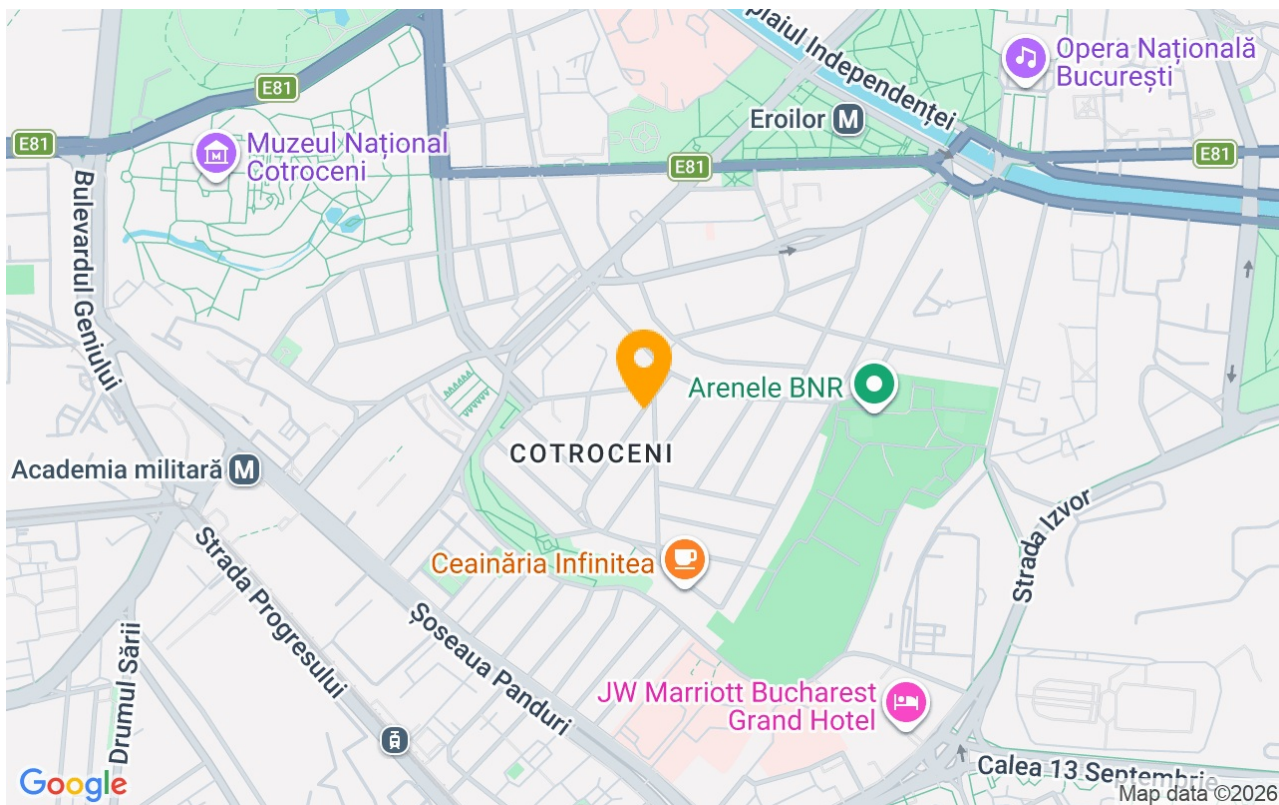 plaiul Independenței
Opera Națională
București
E81
Eroilor M
E81
Muzeul Național
Cotroceni
E81
E81
Bulevardul Geniului
Arenele BNR
COTROCENI
Academia militară M
Strada Izvor
Ceainăria Infinitea
Strada Progresului
Șoseaua Panduri
Drumul Sării
JW Marriott Bucharest
Grand Hotel
Calea 13 Septembrie
Google
Map data ©2026